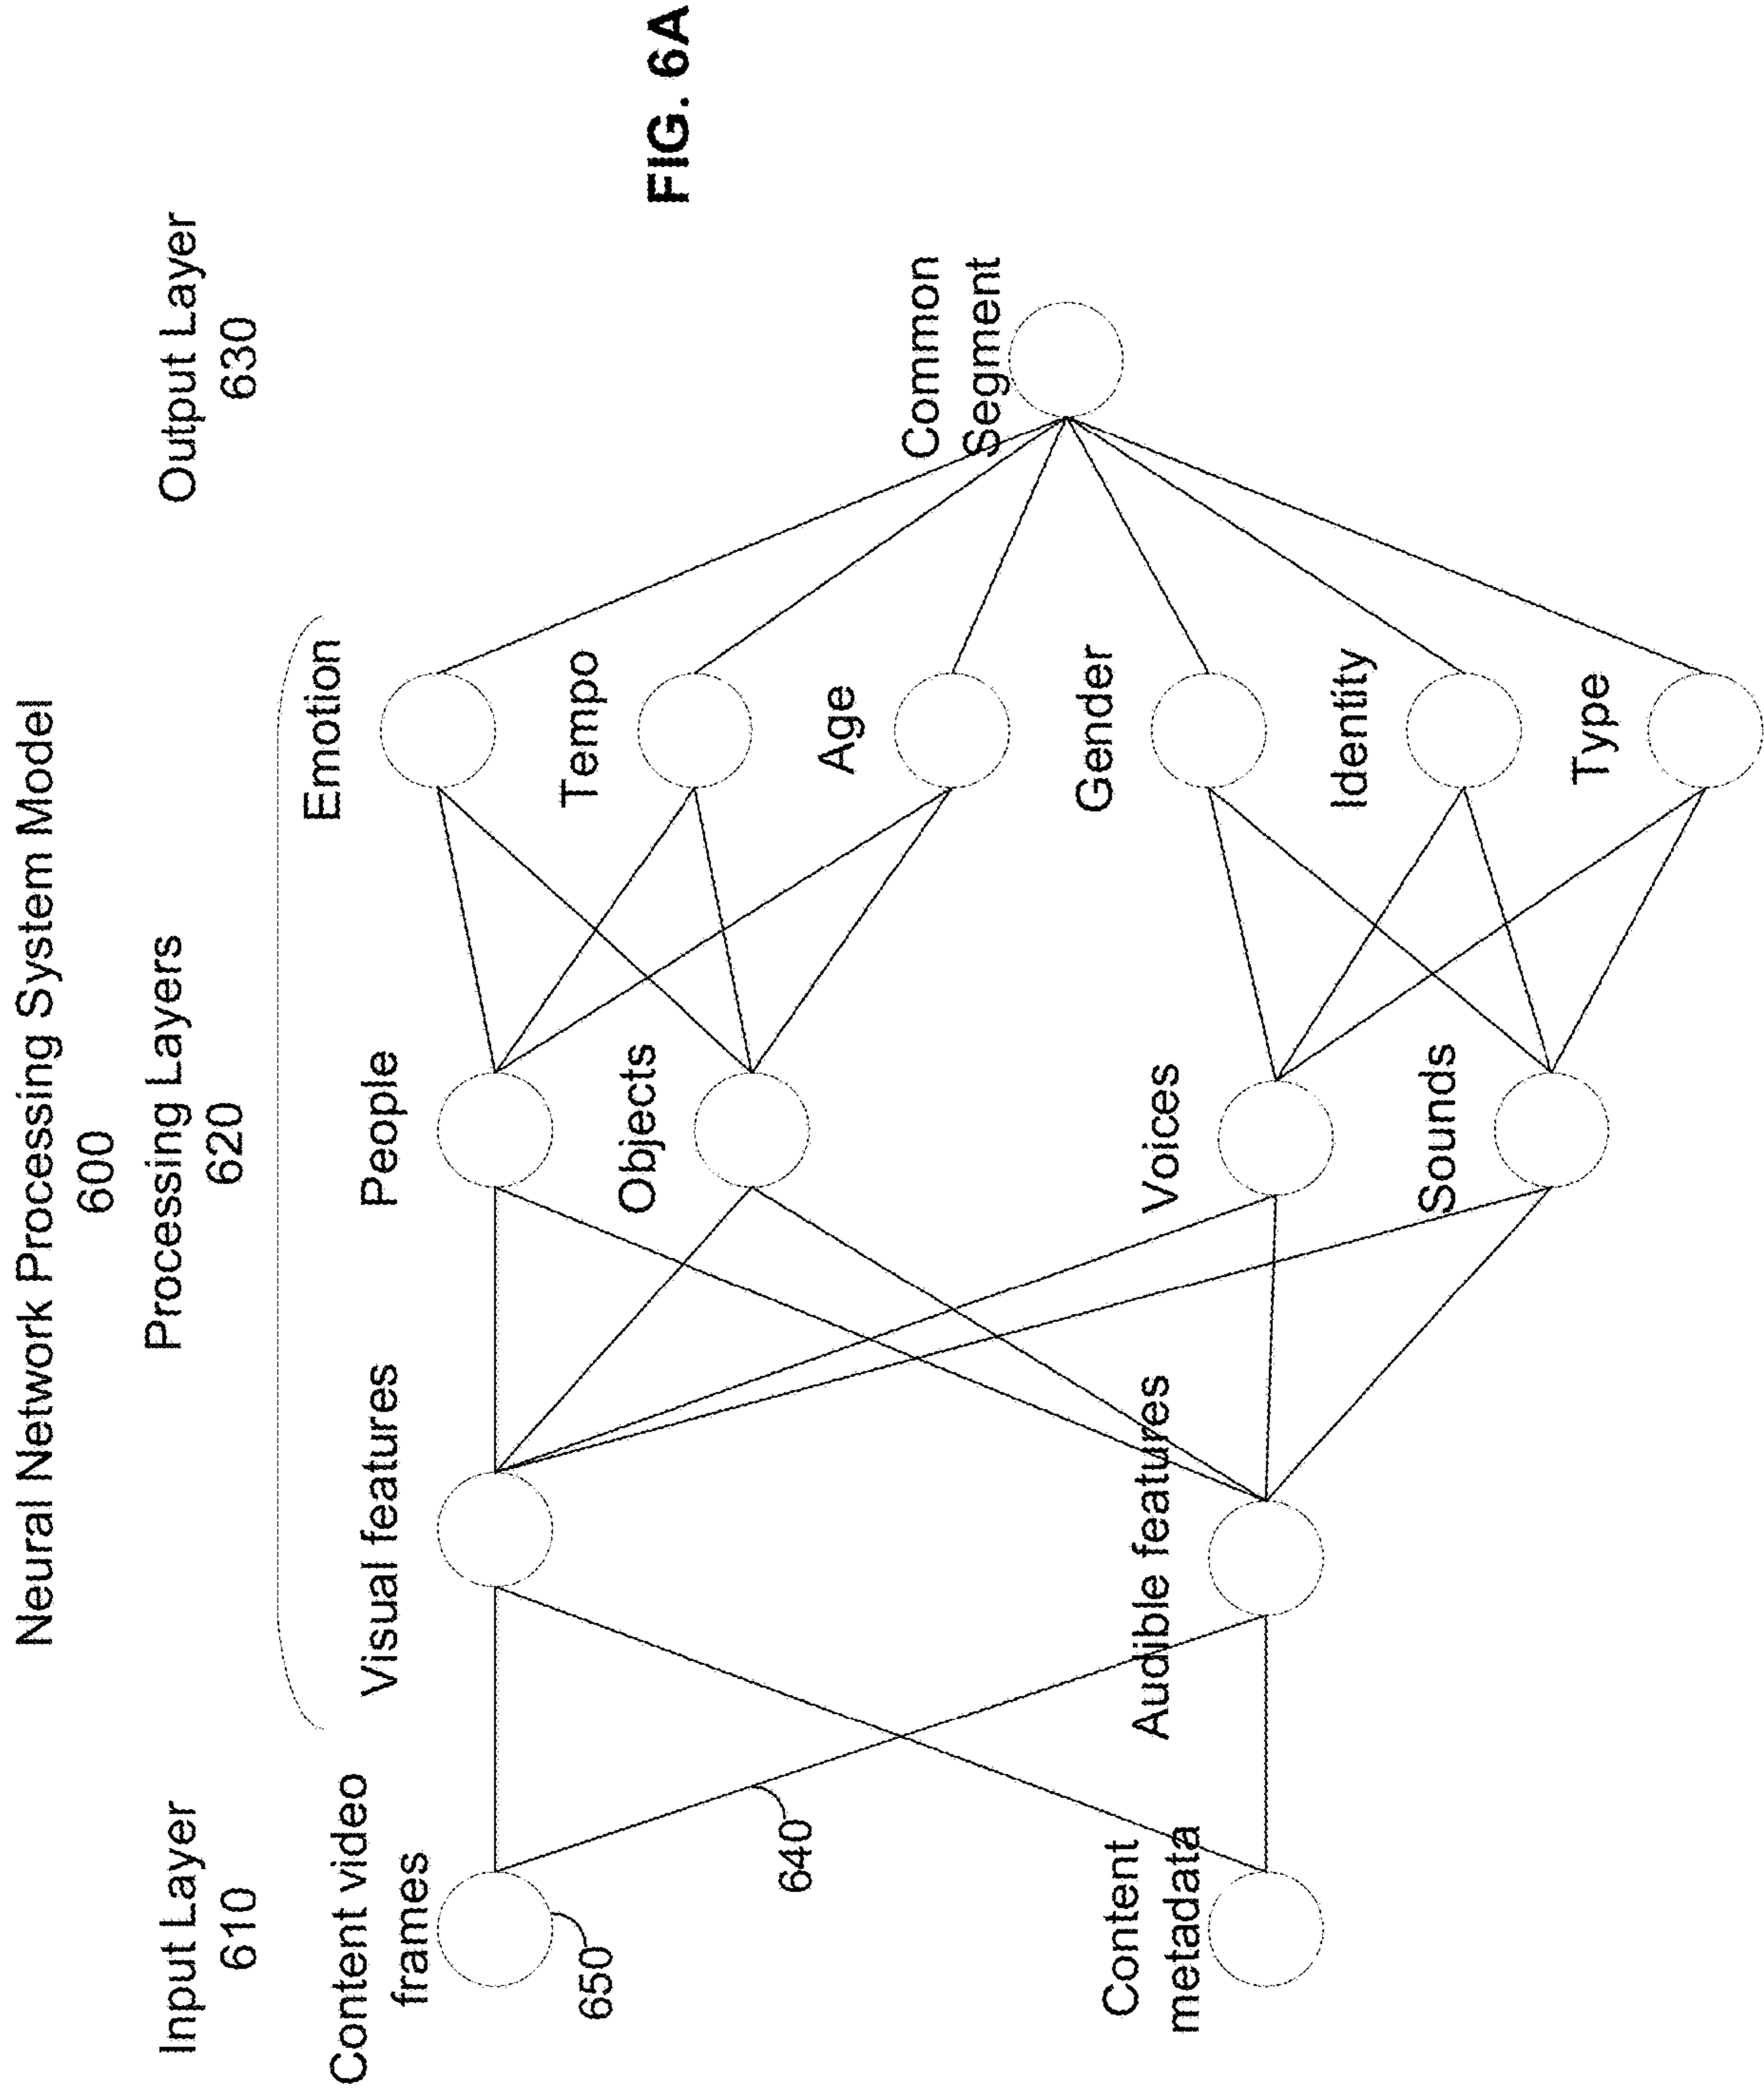 Neural Network Processing System Model
600
Input Layer
610
Processing Layers
620
Output Layer
630
Content video
frames
650
640
Content
metadata
Visual features
Audible features
People
Objects
Voices
Sounds
Emotion
Tempo
Age
Gender
Identity
Type
Common
Segment
FIG. 6A